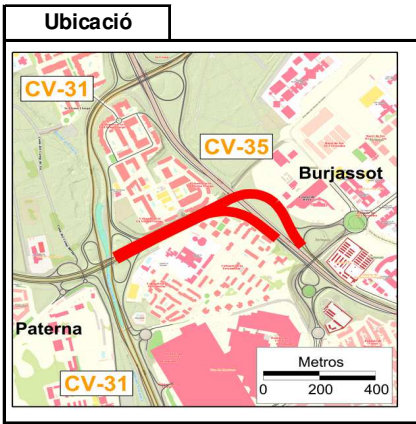 Ubicació
CV-31
CV-35
Burjassot
Paterna
CV-31
Metros
0 200 400